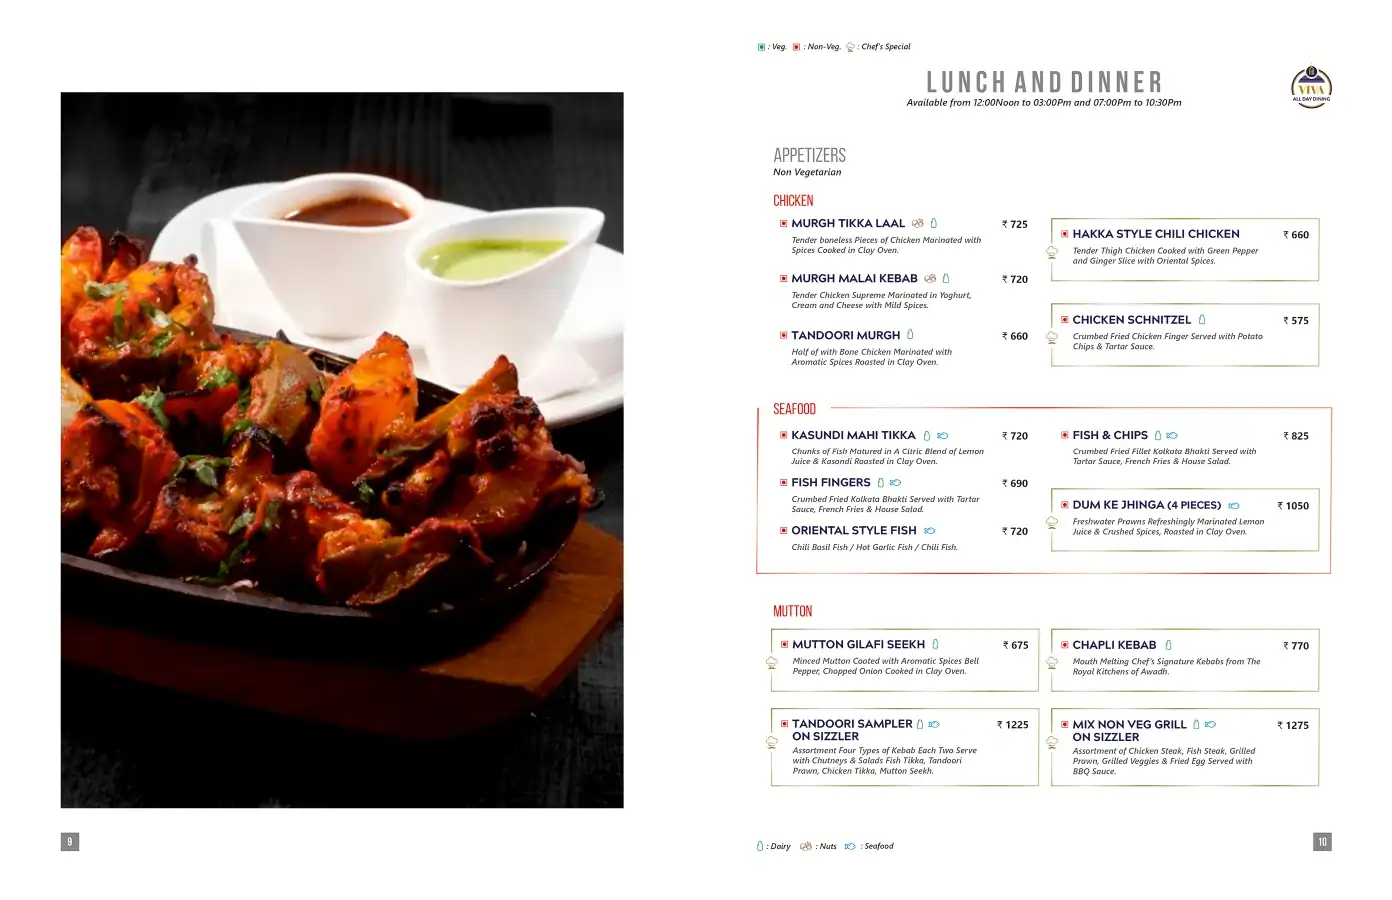 : Veg. : Non-Veg. : Chef's Special
LUNCH AND DINNER
Available from 12:00Noon to 03:00Pm and 07:00Pm to 10:30Pm
VIVA
ALL DAY DINING
APPETIZERS
Non Vegetarian
CHICKEN
MURGH TIKKA LAAL ₹ 725
Tender boneless Pieces of Chicken Marinated with
Spices Cooked in Clay Oven.
MURGH MALAI KEBAB ₹ 720
Tender Chicken Supreme Marinated in Yoghurt,
Cream and Cheese with Mild Spices.
TANDOORI MURGH ₹ 660
Half of with Bone Chicken Marinated with
Aromatic Spices Roasted in Clay Oven.
HAKKA STYLE CHILI CHICKEN ₹ 660
Tender Thigh Chicken Cooked with Green Pepper
and Ginger Slice with Oriental Spices.
CHICKEN SCHNITZEL ₹ 575
Crumbed Fried Chicken Finger Served with Potato
Chips & Tartar Sauce.
SEAFOOD
KASUNDI MAHI TIKKA ₹ 720
Chunks of Fish Matured in A Citric Blend of Lemon
Juice & Kasondi Roasted in Clay Oven.
FISH FINGERS ₹ 690
Crumbed Fried Kolkata Bhakti Served with Tartar
Sauce, French Fries & House Salad.
ORIENTAL STYLE FISH ₹ 720
Chili Basil Fish / Hot Garlic Fish / Chili Fish.
FISH & CHIPS ₹ 825
Crumbed Fried Fillet Kolkata Bhakti Served with
Tartar Sauce, French Fries & House Salad.
DUM KE JHINGA (4 PIECES) ₹ 1050
Freshwater Prawns Refreshingly Marinated Lemon
Juice & Crushed Spices, Roasted in Clay Oven.
MUTTON
MUTTON GILAFI SEEKH ₹ 675
Minced Mutton Coated with Aromatic Spices Bell
Pepper, Chopped Onion Cooked in Clay Oven.
CHAPLI KEBAB ₹ 770
Mouth Melting Chef's Signature Kebabs from The
Royal Kitchens of Awadh.
TANDOORI SAMPLER ₹ 1225
ON SIZZLER
Assortment Four Types of Kebab Each Two Serve
with Chutneys & Salads Fish Tikka, Tandoori
Prawn, Chicken Tikka, Mutton Seekh.
MIX NON VEG GRILL ₹ 1275
ON SIZZLER
Assortment of Chicken Steak, Fish Steak, Grilled
Prawn, Grilled Veggies & Fried Egg Served with
BBQ Sauce.
: Dairy : Nuts : Seafood
9
10